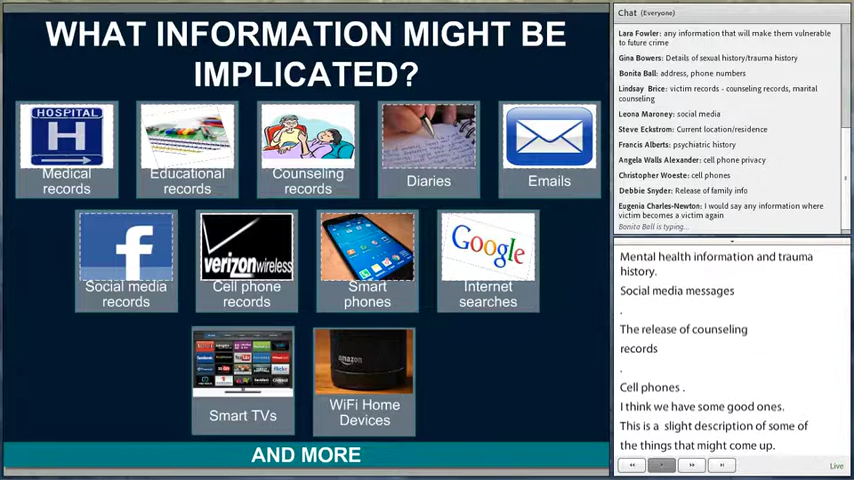 WHAT INFORMATION MIGHT BE
IMPLICATED?
HOSPITAL
H
Medical
records
Educational
records
Counseling
records
Diaries
Emails
f
Social media
records
verizonwireless
Cell phone
records
Smart
phones
Google
Internet
searches
Smart TVs
amazon
WiFi Home
Devices
AND MORE
Chat (Everyone)
Lara Fowler: any information that will make them vulnerable
to future crime
Gina Bowers: Details of sexual history/trauma history
Bonita Ball: address, phone numbers
Lindsay Brice: victim records - counseling records, marital
counseling
Leona Maroney: social media
Steve Eckstrom: Current location/residence
Francis Alberts: psychiatric history
Angela Walls Alexander: cell phone privacy
Christopher Woeste: cell phones
Debbie Snyder: Release of family info
Eugenia Charles-Newton: I would say any information where
victim becomes a victim again
Bonita Ball is typing...
Mental health information and trauma
history.
Social media messages
.
The release of counseling
records
.
Cell phones .
I think we have some good ones.
This is a slight description of some of
the things that might come up.
Live